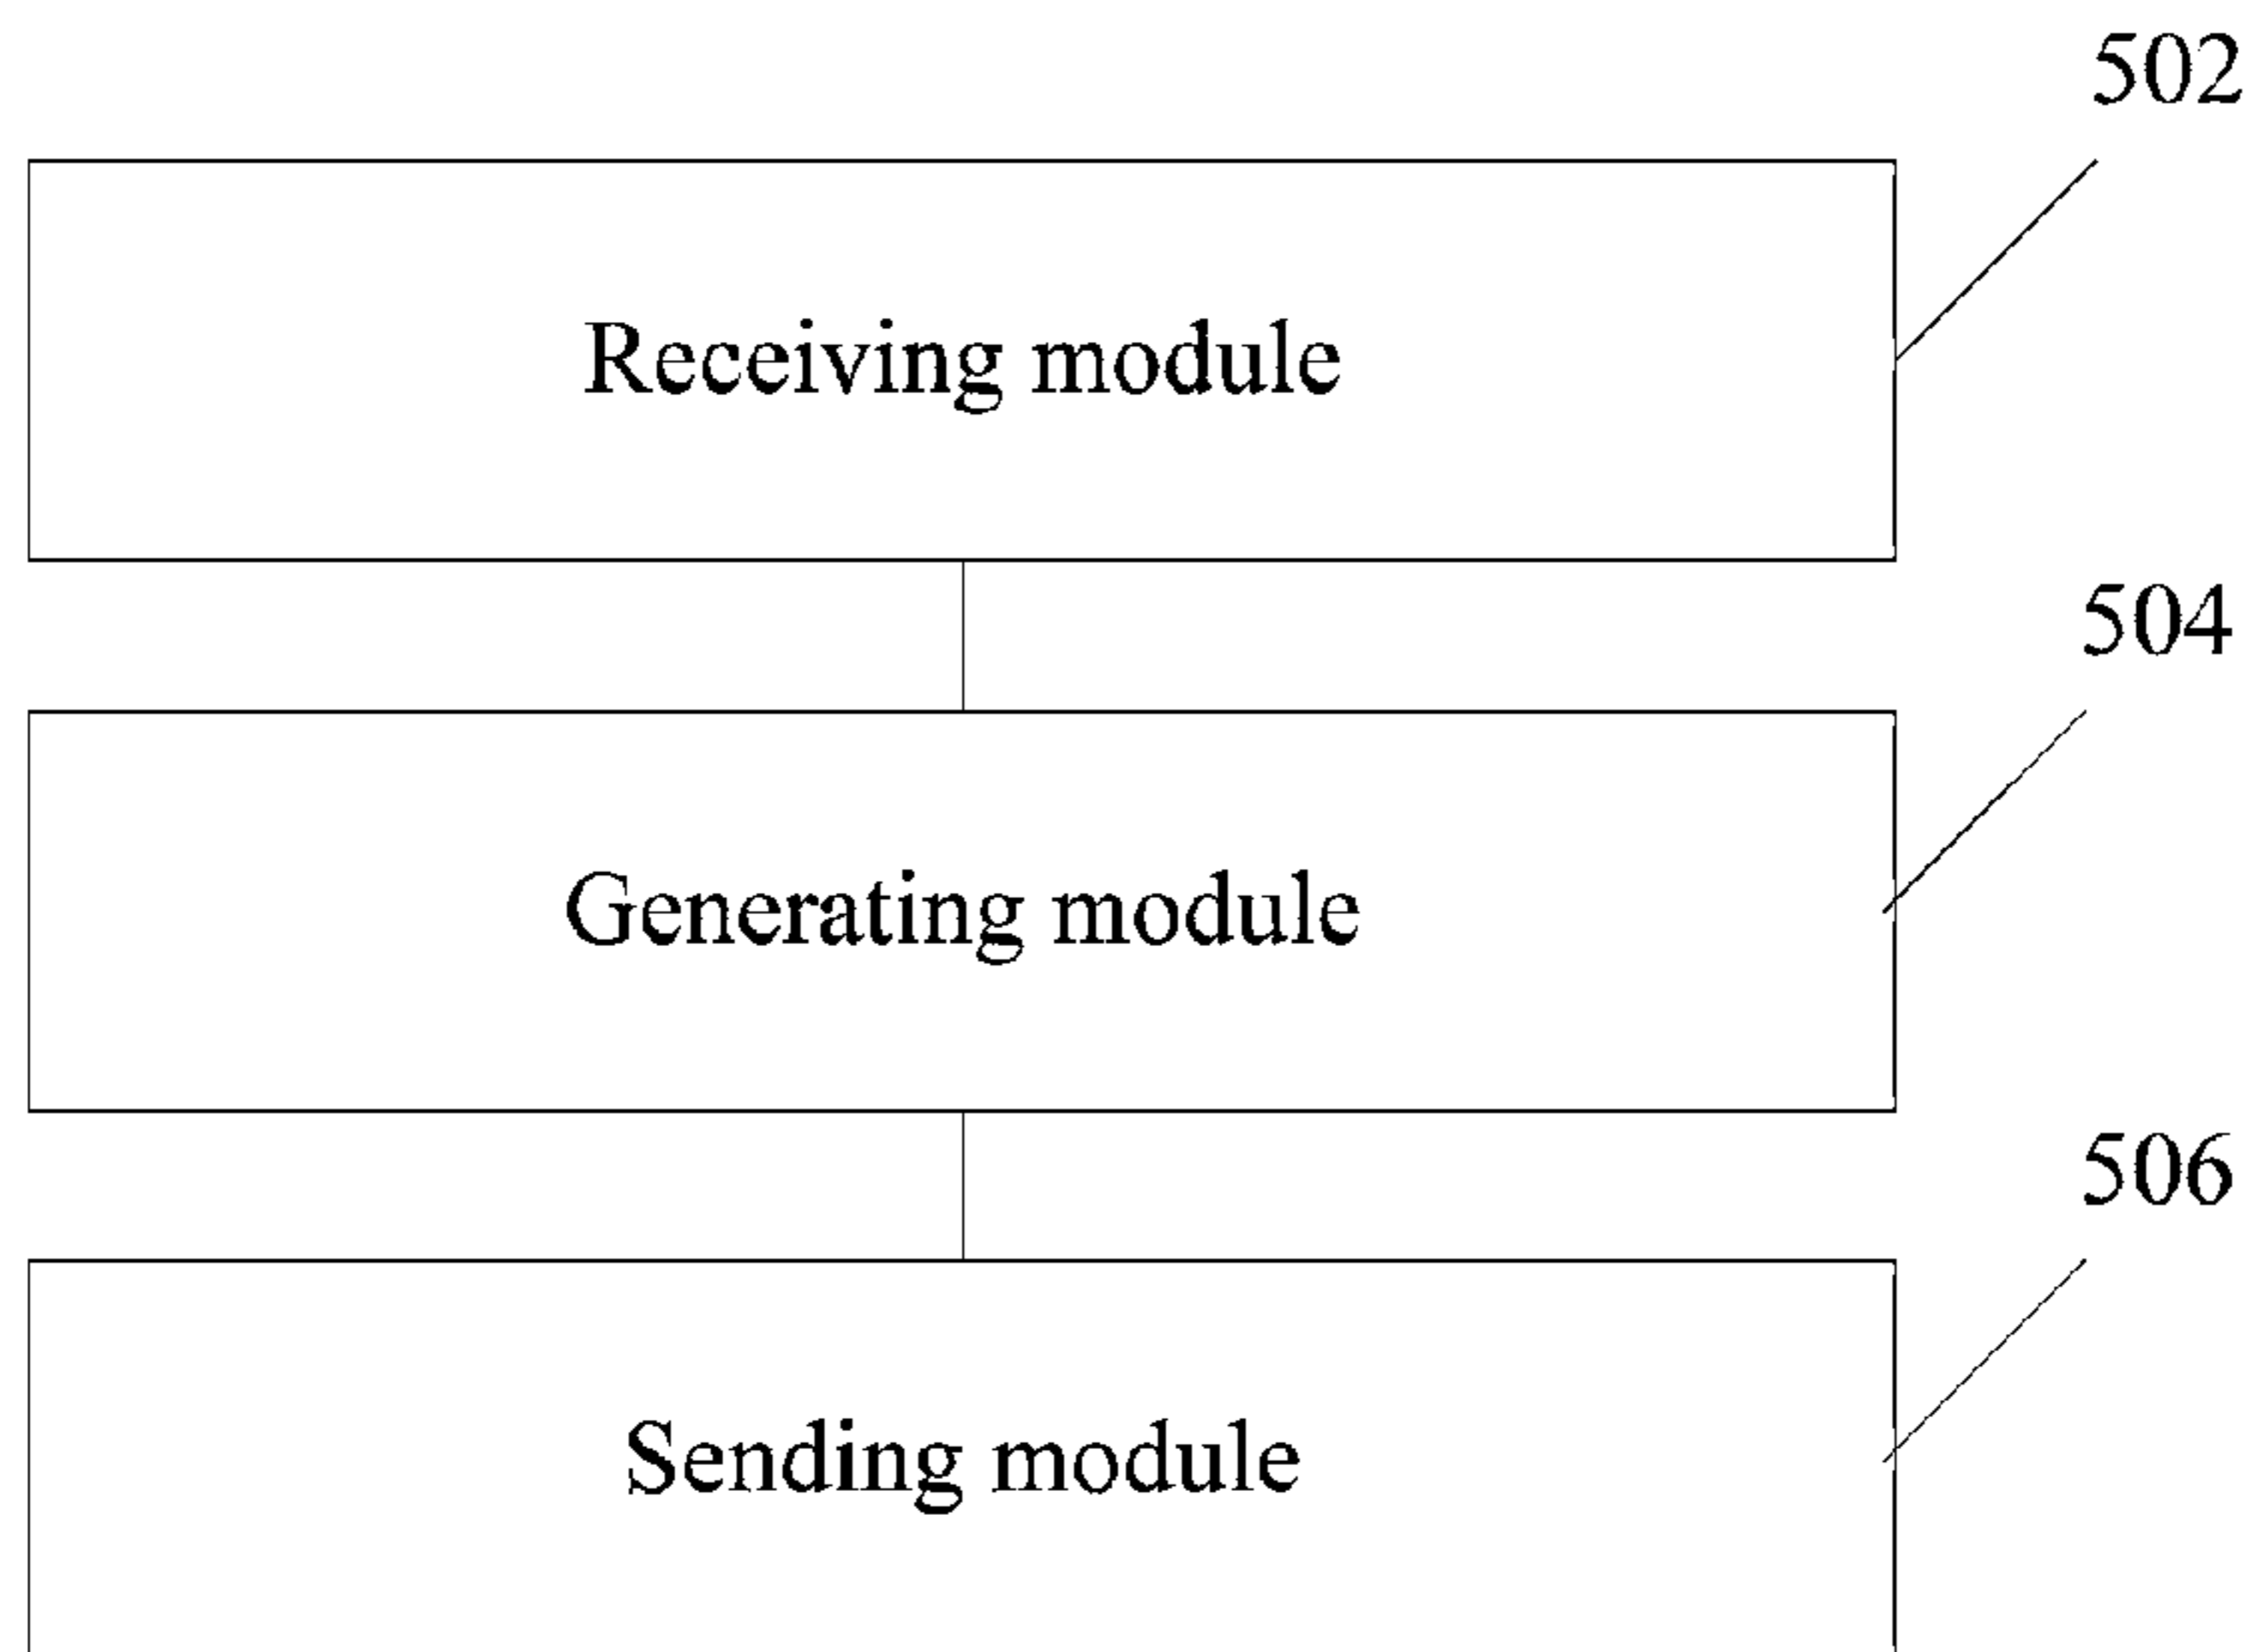 502
Receiving module
504
Generating module
506
Sending module